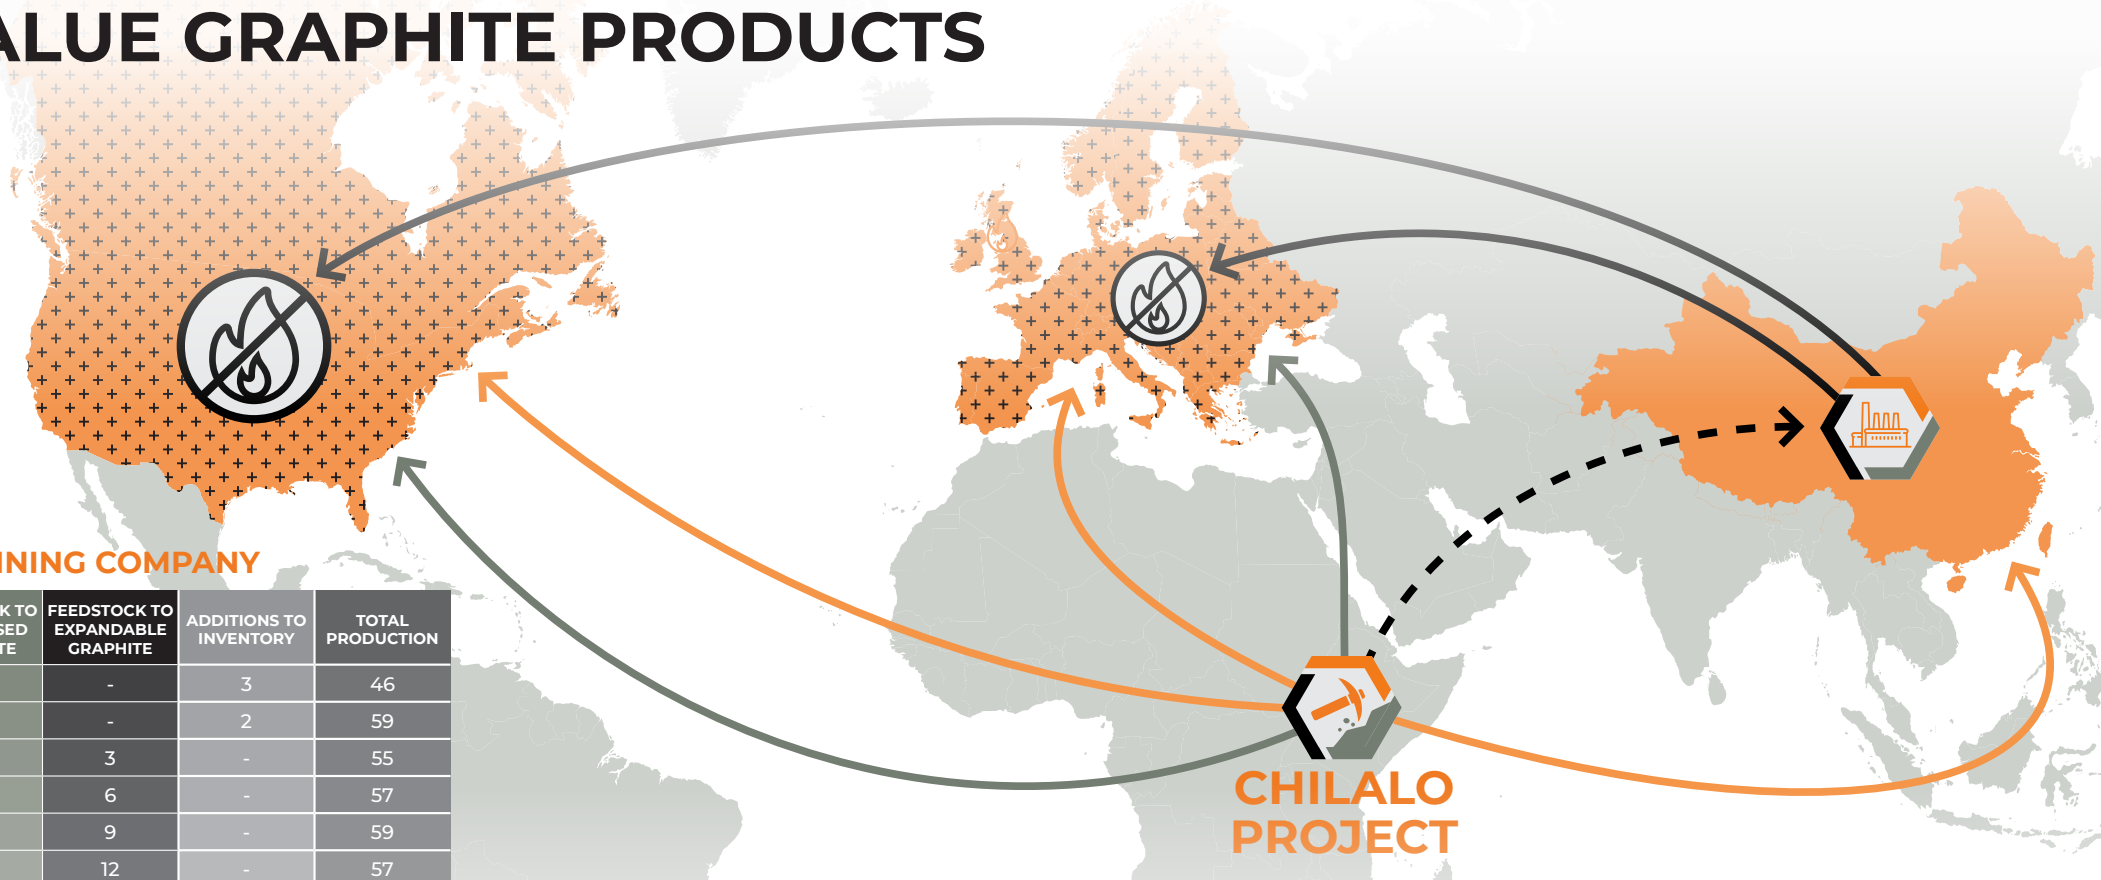 ALUE GRAPHITE PRODUCTS
NING COMPANY
K TO
SED
TE
FEEDSTOCK TO
EXPANDABLE
GRAPHITE
ADDITIONS TO
INVENTORY
TOTAL
PRODUCTION
- 3 46
- 2 59
3 - 55
6 - 57
9 - 59
12 - 57
CHILALO
PROJECT